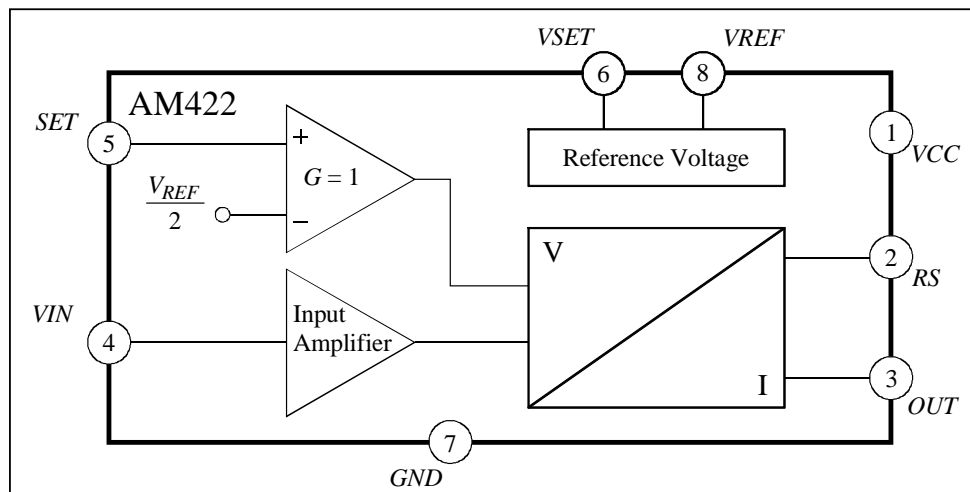 VSET
VREF
6
8
AM422
SET
5
+
G = 1
V_REF
2
−
Reference Voltage
1
VCC
V
2
RS
VIN
4
Input
Amplifier
I
3
OUT
7
GND